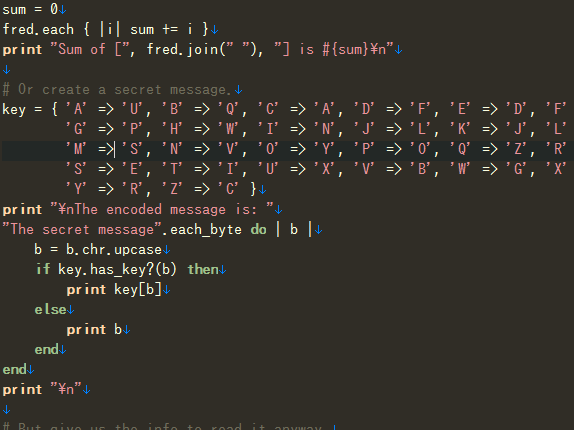 sum = 0↓
fred.each { |i| sum += i }↓
print "Sum of [", fred.join(" "), "] is #{sum}¥n"↓
↓
# Or create a secret message.↓
key = { 'A' => 'U', 'B' => 'Q', 'C' => 'A', 'D' => 'F', 'E' => 'D', 'F'
'G' => 'P', 'H' => 'W', 'I' => 'N', 'J' => 'L', 'K' => 'J', 'L'
'M' => 'S', 'N' => 'V', 'O' => 'Y', 'P' => 'O', 'Q' => 'Z', 'R'
'S' => 'E', 'T' => 'I', 'U' => 'X', 'V' => 'B', 'W' => 'G', 'X'
'Y' => 'R', 'Z' => 'C' }↓
print "¥nThe encoded message is: "↓
"The secret message".each_byte do | b |↓
b = b.chr.upcase↓
if key.has_key?(b) then↓
print key[b]↓
else↓
print b↓
end↓
end↓
print "¥n"↓
↓
# But give us the info to read it anyway.↓